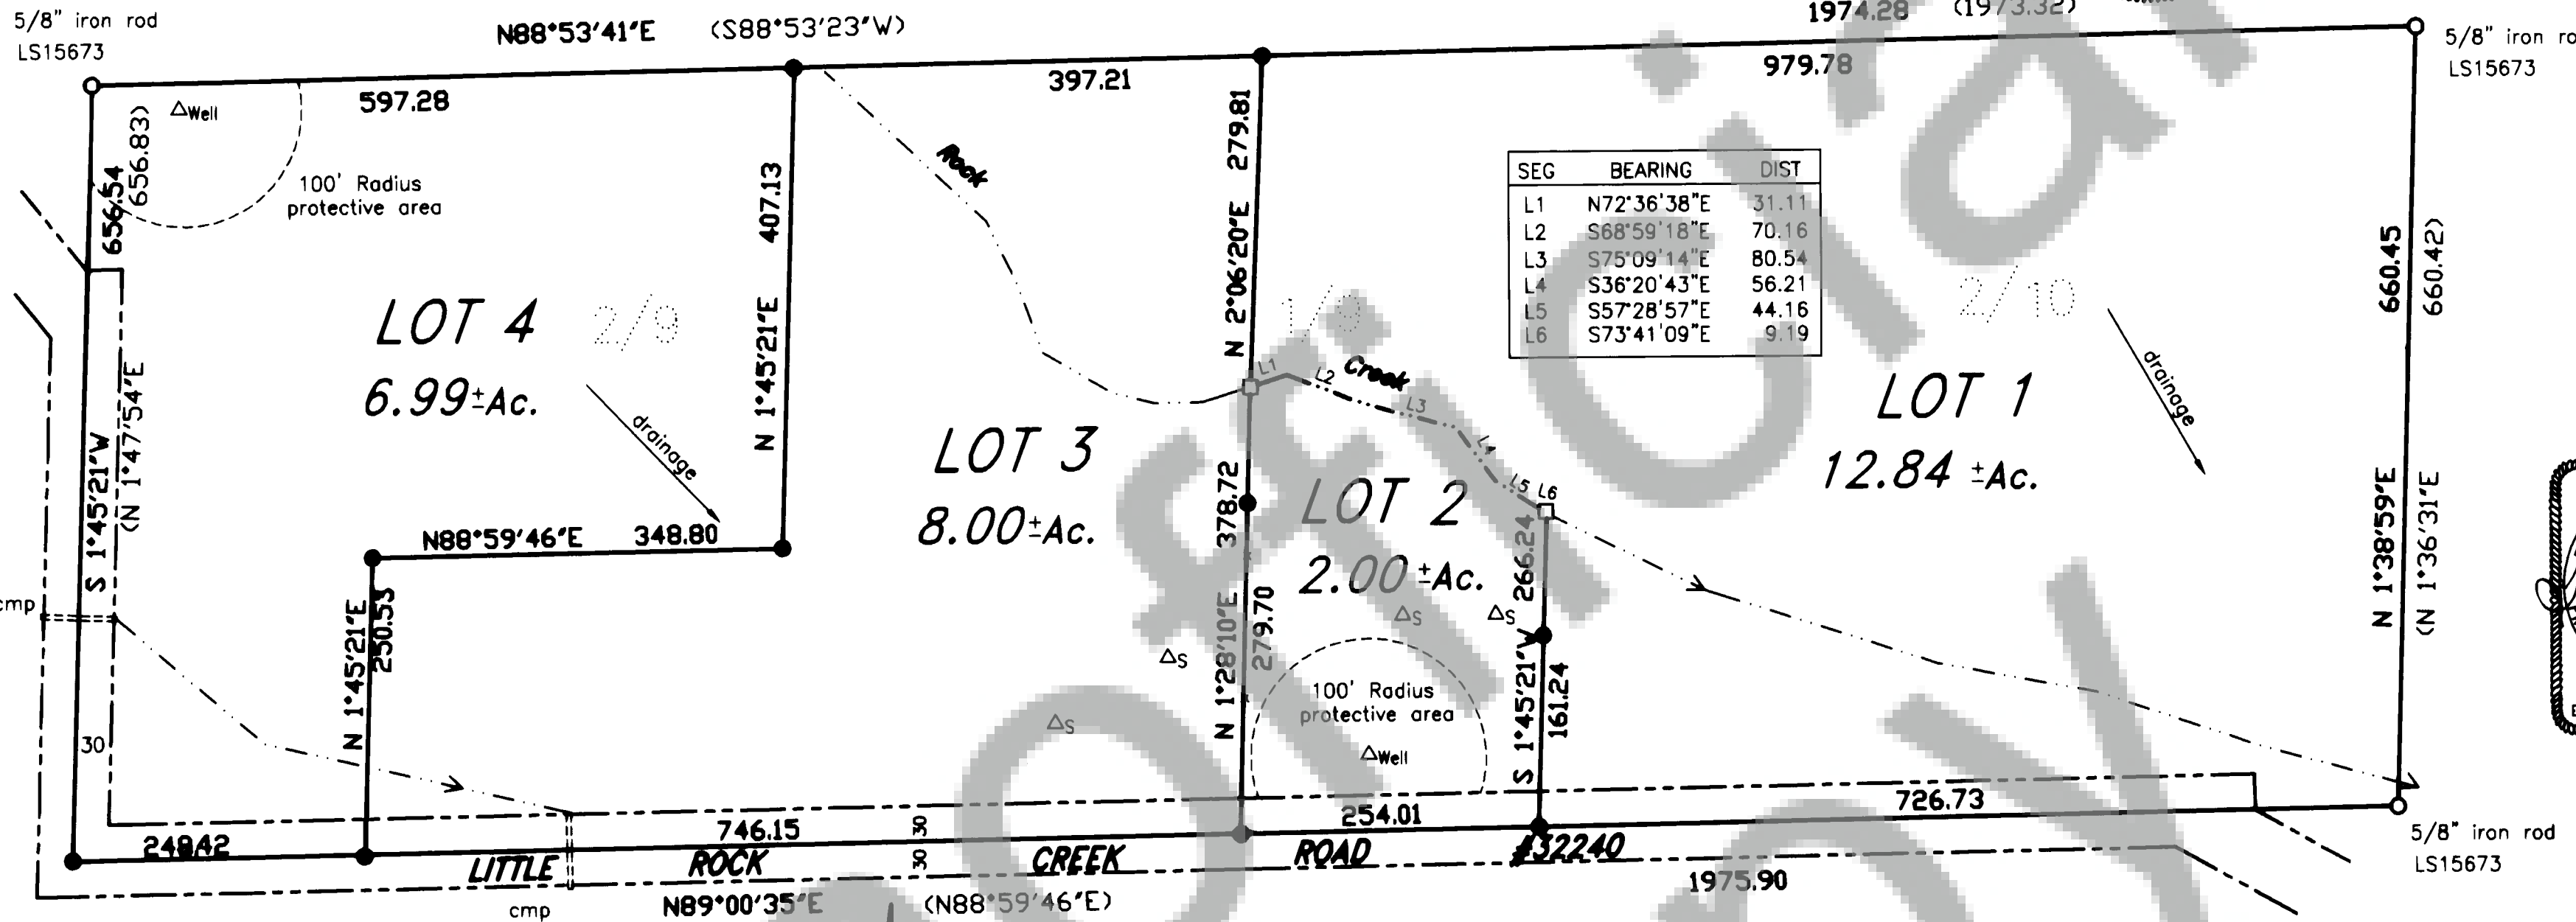 5/8" iron rod
LS15673
N88°53'41"E (S88°53'23"W)
1974.28 (1973.32)
5/8" iron ro
LS15673
597.28
397.21
979.78
Well
100' Radius
protective area
656.54
656.83)
S 1°45'21"W
(N 1°47'54"E
LOT 4
6.99±Ac.
2/9
drainage
N 1°45'21"E 407.13
N88°59'46"E 348.80
N 1°45'21"E
250.53
cmp
30
Rock
Creek
LOT 3
8.00±Ac.
N 2°06'20"E 279.81
1/9
L1
L2
L3
L4
L5 L6
SEG BEARING DIST
L1 N72°36'38"E 31.11
L2 S68°59'18"E 70.16
L3 S75°09'14"E 80.54
L4 S36°20'43"E 56.21
L5 S57°28'57"E 44.16
L6 S73°41'09"E 9.19
2/10
LOT 1
12.84 ±Ac.
drainage
660.45
660.42)
N 1°38'59"E
(N 1°36'31"E
LOT 2
2.00±Ac.
378.72
N 1°28'10"E
279.70
266.24
S 1°45'21"W
161.24
S
S
S
S
100' Radius
protective area
Well
248.42
746.15
254.01
726.73
30
30
LITTLE ROCK CREEK ROAD #32240
1975.90
cmp
N89°00'35"E (N88°59'46"E)
5/8" iron rod
LS15673